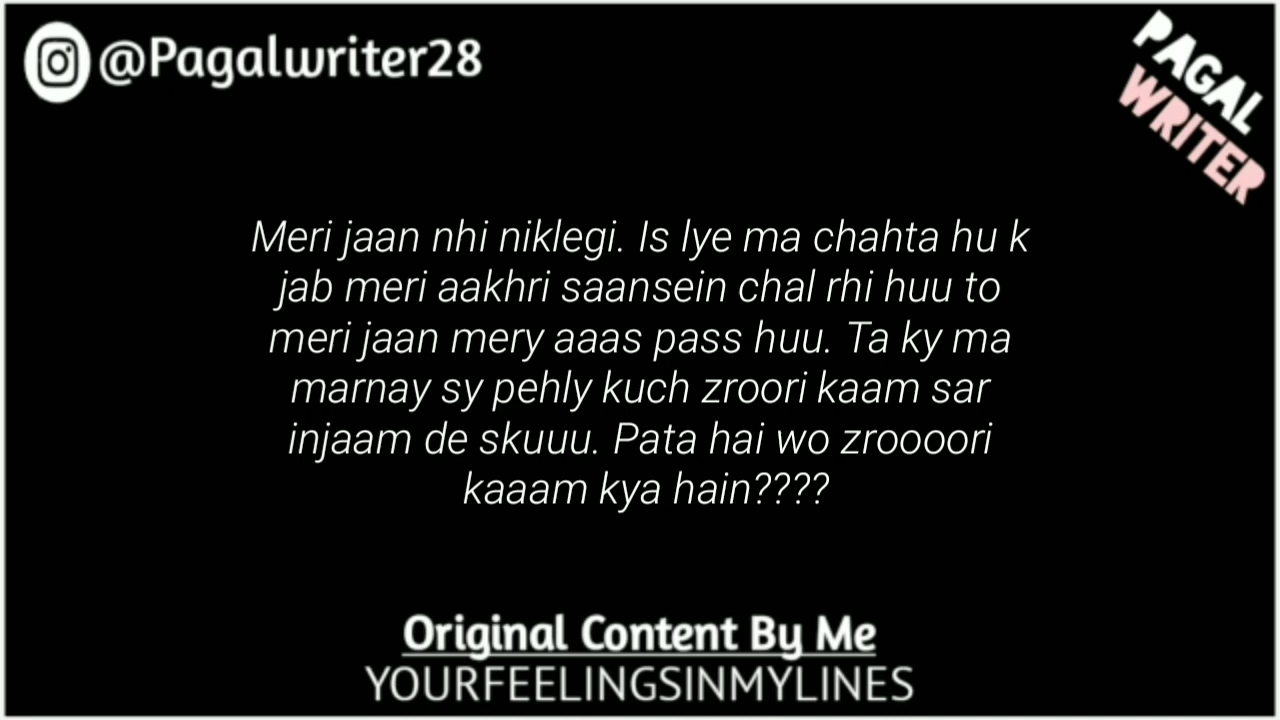 @Pagalwriter28
PAGAL
WRITER
Meri jaan nhi niklegi. Is lye ma chahta hu k
jab meri aakhri saansein chal rhi huu to
meri jaan mery aaas pass huu. Ta ky ma
marnay sy pehly kuch zroori kaam sar
injaam de skuuu. Pata hai wo zroooori
kaaam kya hain????
Original Content By Me
YOURFEELINGSINMYLINES